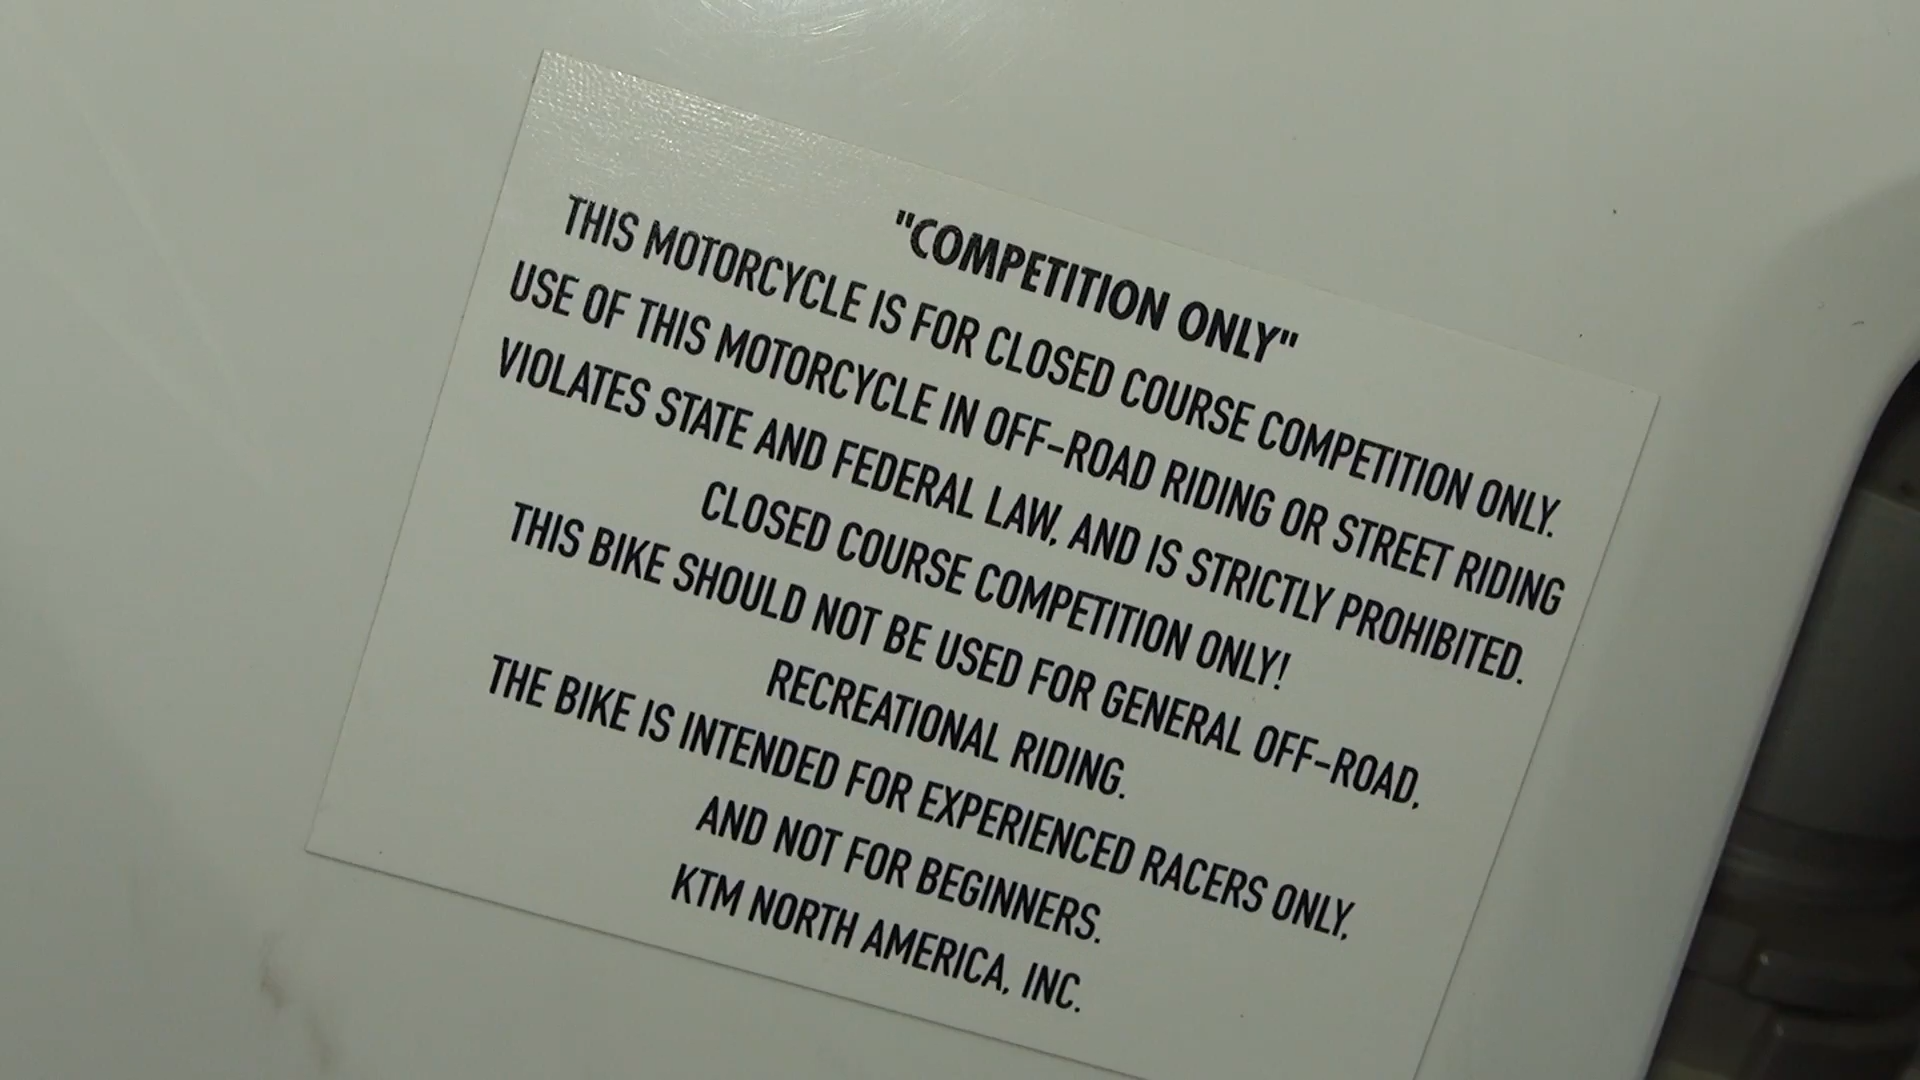 "COMPETITION ONLY"
THIS MOTORCYCLE IS FOR CLOSED COURSE COMPETITION ONLY.
USE OF THIS MOTORCYCLE IN OFF-ROAD RIDING OR STREET RIDING
VIOLATES STATE AND FEDERAL LAW, AND IS STRICTLY PROHIBITED.
CLOSED COURSE COMPETITION ONLY!
THIS BIKE SHOULD NOT BE USED FOR GENERAL OFF-ROAD,
RECREATIONAL RIDING.
THE BIKE IS INTENDED FOR EXPERIENCED RACERS ONLY,
AND NOT FOR BEGINNERS.
KTM NORTH AMERICA, INC.